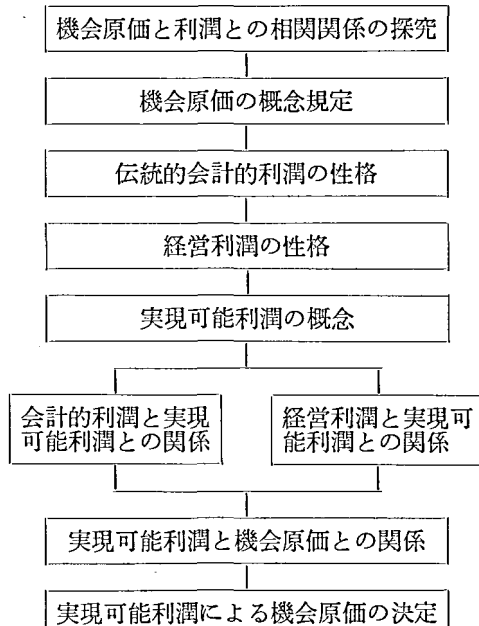 機会原価と利潤との相関関係の探究
機会原価の概念規定
伝統的会計的利潤の性格
経営利潤の性格
実現可能利潤の概念
会計的利潤と実現
可能利潤との関係
経営利潤と実現可
能利潤との関係
実現可能利潤と機会原価との関係
実現可能利潤による機会原価の決定